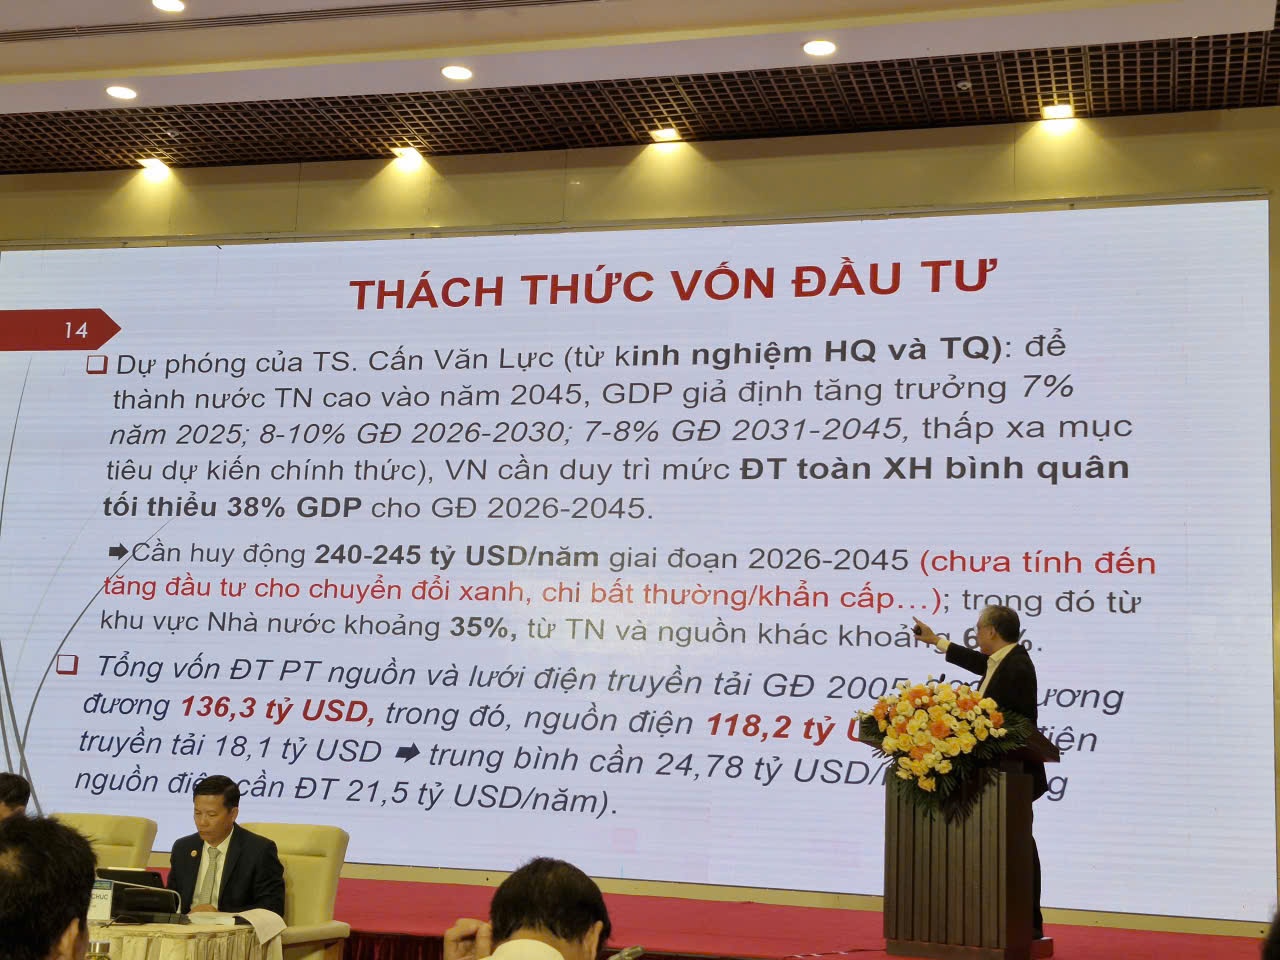 THÁCH THỨC VỐN ĐẦU TƯ
14
❑ Dự phóng của TS. Cấn Văn Lực (từ kinh nghiệm HQ và TQ): để
thành nước TN cao vào năm 2045, GDP giả định tăng trưởng 7%
năm 2025; 8-10% GĐ 2026-2030; 7-8% GĐ 2031-2045, thấp xa mục
tiêu dự kiến chính thức), VN cần duy trì mức ĐT toàn XH bình quân
tối thiểu 38% GDP cho GĐ 2026-2045.
➡Cần huy động 240-245 tỷ USD/năm giai đoạn 2026-2045 (chưa tính đến
tăng đầu tư cho chuyển đổi xanh, chi bất thường/khẩn cấp…); trong đó từ
khu vực Nhà nước khoảng 35%, từ TN và nguồn khác khoảng
❑ Tổng vốn ĐT PT nguồn và lưới điện truyền tải GĐ 2005 ương
đương 136,3 tỷ USD, trong đó, nguồn điện 118,2 tỷ điện
truyền tải 18,1 tỷ USD ➡ trung bình cần 24,78 tỷ USD/
nguồn điện cần ĐT 21,5 tỷ USD/năm).
CHỨC